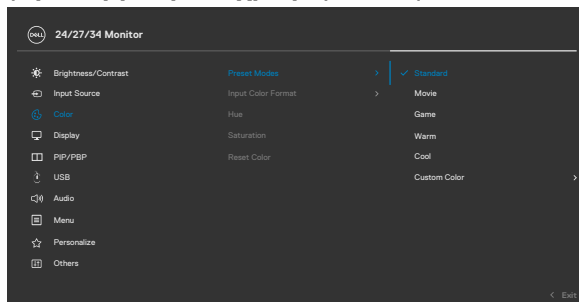 DELL 24/27/34 Monitor
Brightness/Contrast Preset Modes > ✓ Standard
Input Source Input Color Format > Movie
Color Hue Game
Display Saturation Warm
PIP/PBP Reset Color Cool
USB Custom Color >
Audio
Menu
Personalize
Others
< Exit